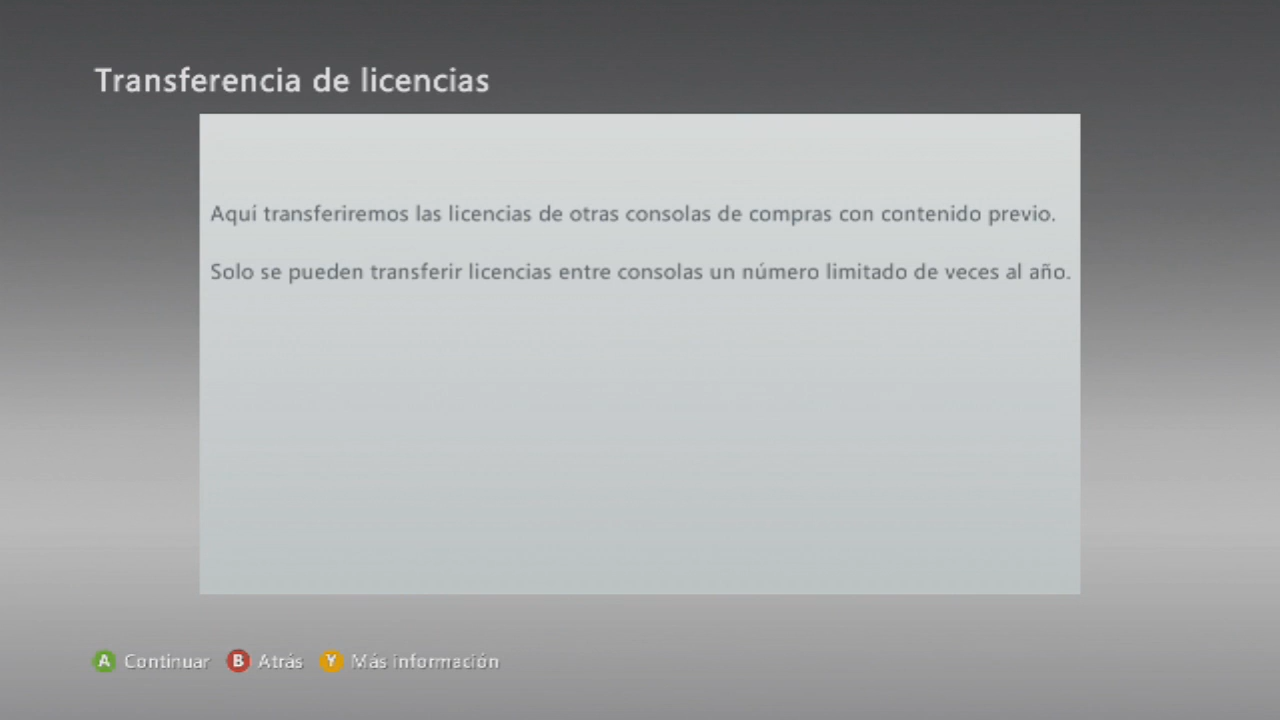 Transferencia de licencias
Aquí transferiremos las licencias de otras consolas de compras con contenido previo.
Solo se pueden transferir licencias entre consolas un número limitado de veces al año.
A Continuar B Atrás Y Más información